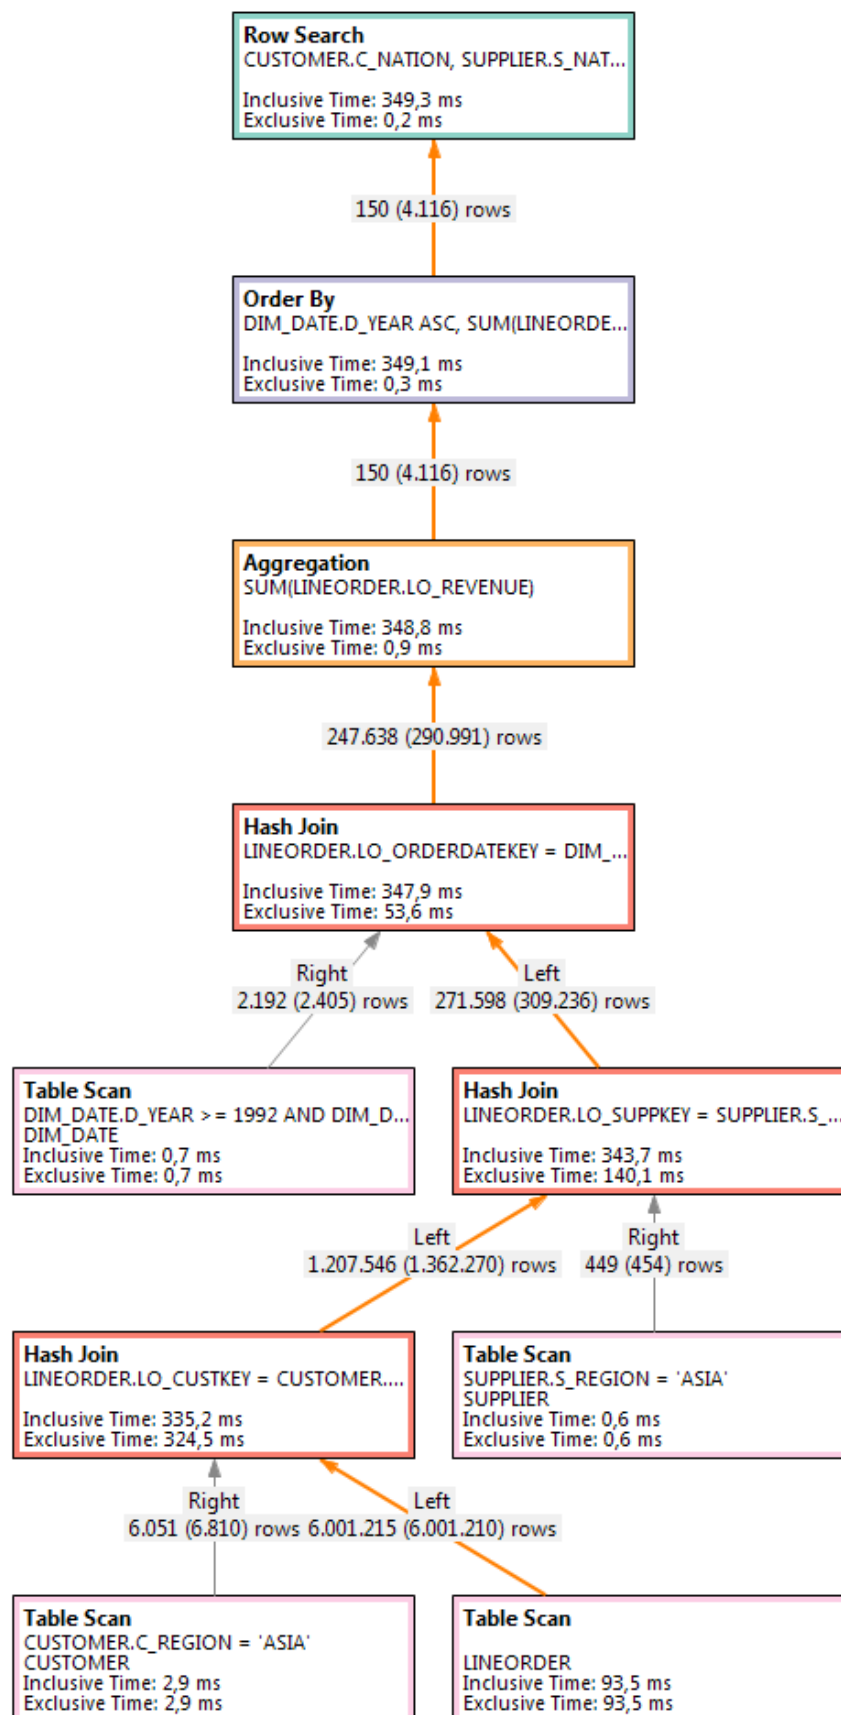 Row Search
CUSTOMER.C_NATION, SUPPLIER.S_NAT...
Inclusive Time: 349,3 ms
Exclusive Time: 0,2 ms
150 (4.116) rows
Order By
DIM_DATE.D_YEAR ASC, SUM(LINEORDE...
Inclusive Time: 349,1 ms
Exclusive Time: 0,3 ms
150 (4.116) rows
Aggregation
SUM(LINEORDER.LO_REVENUE)
Inclusive Time: 348,8 ms
Exclusive Time: 0,9 ms
247.638 (290.991) rows
Hash Join
LINEORDER.LO_ORDERDATEKEY = DIM_...
Inclusive Time: 347,9 ms
Exclusive Time: 53,6 ms
Right
2.192 (2.405) rows
Left
271.598 (309.236) rows
Table Scan
DIM_DATE.D_YEAR >= 1992 AND DIM_D...
DIM_DATE
Inclusive Time: 0,7 ms
Exclusive Time: 0,7 ms
Hash Join
LINEORDER.LO_SUPPKEY = SUPPLIER.S_...
Inclusive Time: 343,7 ms
Exclusive Time: 140,1 ms
Left
1.207.546 (1.362.270) rows
Right
449 (454) rows
Hash Join
LINEORDER.LO_CUSTKEY = CUSTOMER....
Inclusive Time: 335,2 ms
Exclusive Time: 324,5 ms
Table Scan
SUPPLIER.S_REGION = 'ASIA'
SUPPLIER
Inclusive Time: 0,6 ms
Exclusive Time: 0,6 ms
Right
6.051 (6.810) rows
Left
6.001.215 (6.001.210) rows
Table Scan
CUSTOMER.C_REGION = 'ASIA'
CUSTOMER
Inclusive Time: 2,9 ms
Exclusive Time: 2,9 ms
Table Scan
LINEORDER
Inclusive Time: 93,5 ms
Exclusive Time: 93,5 ms